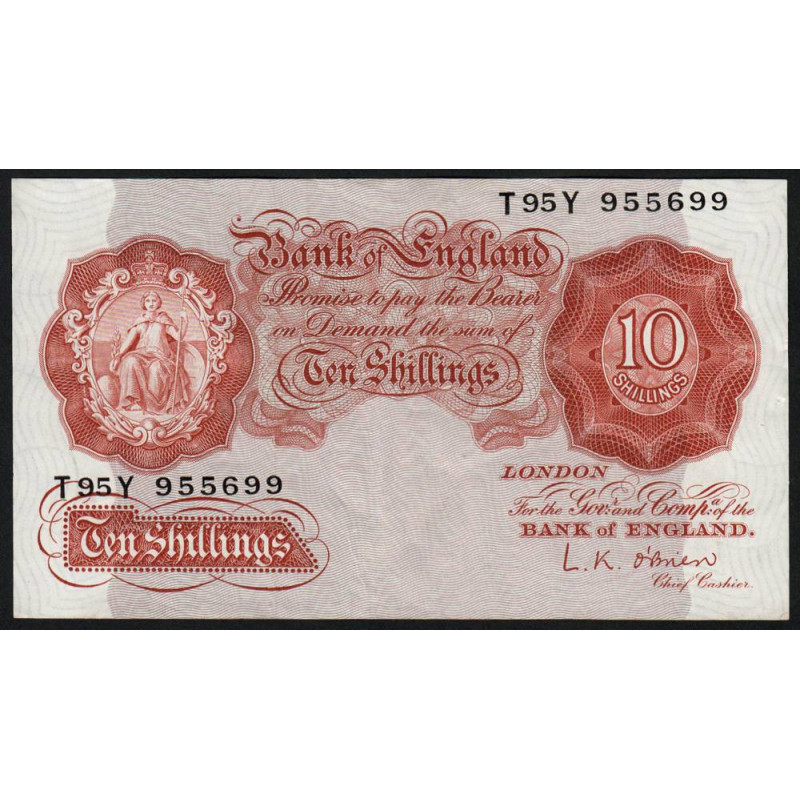 T95Y 955699
Bank of England
Promise to pay the Bearer
on Demand the sum of
Ten Shillings
10
SHILLINGS
T95Y 955699
Ten Shillings
LONDON
For the Govr. and Compa. of the
BANK of ENGLAND.
L. K. O'Brien
Chief Cashier.